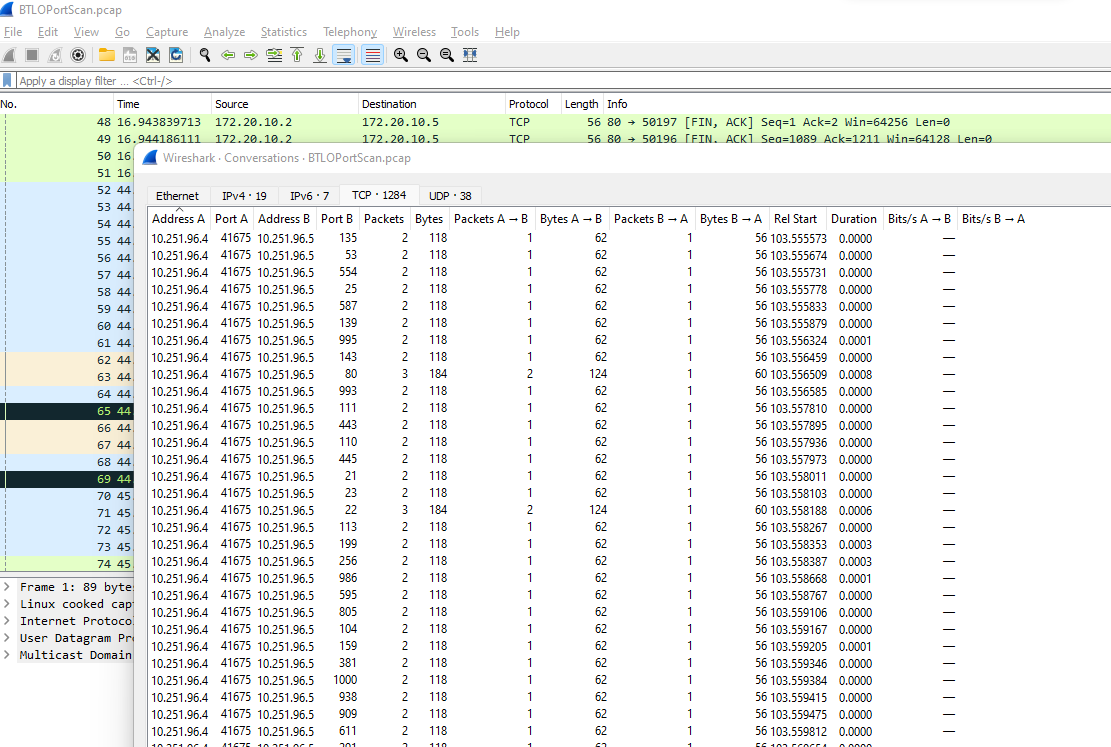 BTLOPortScan.pcap
File Edit View Go Capture Analyze Statistics Telephony Wireless Tools Help
Apply a display filter ... <Ctrl-/>
No. Time Source Destination Protocol Length Info
48 16.943839713 172.20.10.2 172.20.10.5 TCP 56 80 → 50197 [FIN, ACK] Seq=1 Ack=2 Win=64256 Len=0
49 16.944186111 172.20.10.2 172.20.10.5 TCP 56 80 → 50196 [FIN, ACK] Seq=1089 Ack=1211 Win=64128 Len=0
50 16.
51 16.
52 44.
53 44.
54 44.
55 44.
56 44.
57 44.
58 44.
59 44.
60 44.
61 44.
62 44.
63 44.
64 44.
65 44.
66 44.
67 44.
68 44.
69 44.
70 45.
71 45.
72 45.
73 45.
74 45.
Frame 1: 89 byte
Linux cooked cap
Internet Protoco
User Datagram Pr
Multicast Domain
Wireshark · Conversations · BTLOPortScan.pcap
Ethernet IPv4 · 19 IPv6 · 7 TCP · 1284 UDP · 38
Address A Port A Address B Port B Packets Bytes Packets A → B Bytes A → B Packets B → A Bytes B → A Rel Start Duration Bits/s A → B Bits/s B → A
10.251.96.4 41675 10.251.96.5 135 2 118 1 62 1 56 103.555573 0.0000 —
10.251.96.4 41675 10.251.96.5 53 2 118 1 62 1 56 103.555674 0.0000 —
10.251.96.4 41675 10.251.96.5 554 2 118 1 62 1 56 103.555731 0.0000 —
10.251.96.4 41675 10.251.96.5 25 2 118 1 62 1 56 103.555778 0.0000 —
10.251.96.4 41675 10.251.96.5 587 2 118 1 62 1 56 103.555833 0.0000 —
10.251.96.4 41675 10.251.96.5 139 2 118 1 62 1 56 103.555879 0.0000 —
10.251.96.4 41675 10.251.96.5 995 2 118 1 62 1 56 103.556324 0.0001 —
10.251.96.4 41675 10.251.96.5 143 2 118 1 62 1 56 103.556459 0.0000 —
10.251.96.4 41675 10.251.96.5 80 3 184 2 124 1 60 103.556509 0.0008 —
10.251.96.4 41675 10.251.96.5 993 2 118 1 62 1 56 103.556585 0.0000 —
10.251.96.4 41675 10.251.96.5 111 2 118 1 62 1 56 103.557810 0.0000 —
10.251.96.4 41675 10.251.96.5 443 2 118 1 62 1 56 103.557895 0.0000 —
10.251.96.4 41675 10.251.96.5 110 2 118 1 62 1 56 103.557936 0.0000 —
10.251.96.4 41675 10.251.96.5 445 2 118 1 62 1 56 103.557973 0.0000 —
10.251.96.4 41675 10.251.96.5 21 2 118 1 62 1 56 103.558011 0.0000 —
10.251.96.4 41675 10.251.96.5 23 2 118 1 62 1 56 103.558103 0.0000 —
10.251.96.4 41675 10.251.96.5 22 3 184 2 124 1 60 103.558188 0.0006 —
10.251.96.4 41675 10.251.96.5 113 2 118 1 62 1 56 103.558267 0.0000 —
10.251.96.4 41675 10.251.96.5 199 2 118 1 62 1 56 103.558353 0.0003 —
10.251.96.4 41675 10.251.96.5 256 2 118 1 62 1 56 103.558387 0.0003 —
10.251.96.4 41675 10.251.96.5 986 2 118 1 62 1 56 103.558668 0.0001 —
10.251.96.4 41675 10.251.96.5 595 2 118 1 62 1 56 103.558767 0.0000 —
10.251.96.4 41675 10.251.96.5 805 2 118 1 62 1 56 103.559106 0.0000 —
10.251.96.4 41675 10.251.96.5 104 2 118 1 62 1 56 103.559167 0.0000 —
10.251.96.4 41675 10.251.96.5 159 2 118 1 62 1 56 103.559205 0.0001 —
10.251.96.4 41675 10.251.96.5 381 2 118 1 62 1 56 103.559346 0.0000 —
10.251.96.4 41675 10.251.96.5 1000 2 118 1 62 1 56 103.559384 0.0000 —
10.251.96.4 41675 10.251.96.5 938 2 118 1 62 1 56 103.559415 0.0000 —
10.251.96.4 41675 10.251.96.5 909 2 118 1 62 1 56 103.559475 0.0000 —
10.251.96.4 41675 10.251.96.5 611 2 118 1 62 1 56 103.559812 0.0000 —